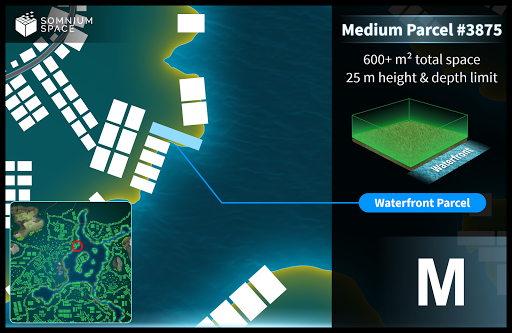 SOMNIUM
SPACE
Medium Parcel #3875
600+ m² total space
25 m height & depth limit
Waterfront
Waterfront Parcel
M